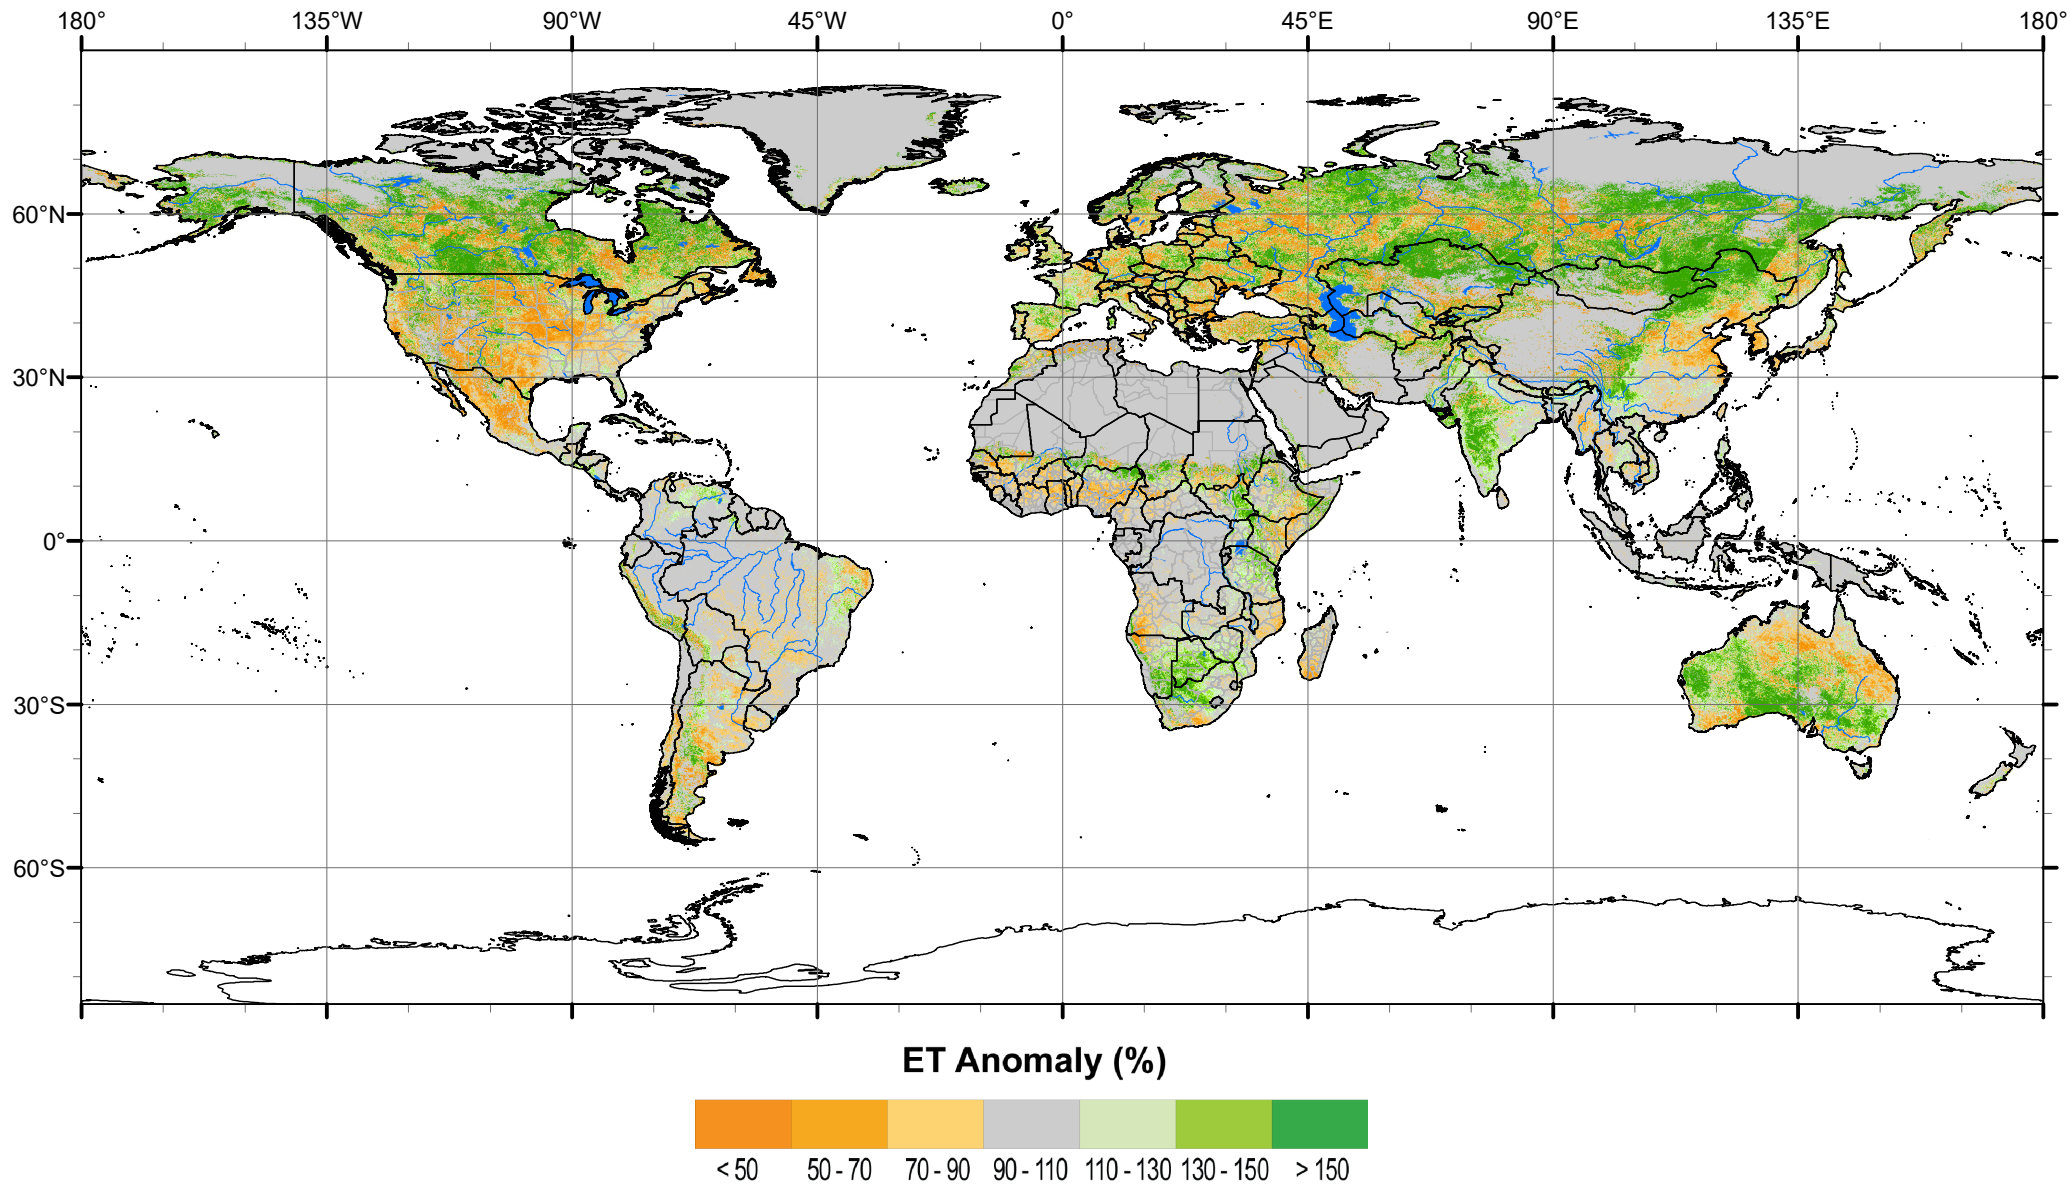 180° 135°W 90°W 45°W 0° 45°E 90°E 135°E 180°
60°N
30°N
0°
30°S
60°S
ET Anomaly (%)
< 50 50 - 70 70 - 90 90 - 110 110 - 130 130 - 150 > 150